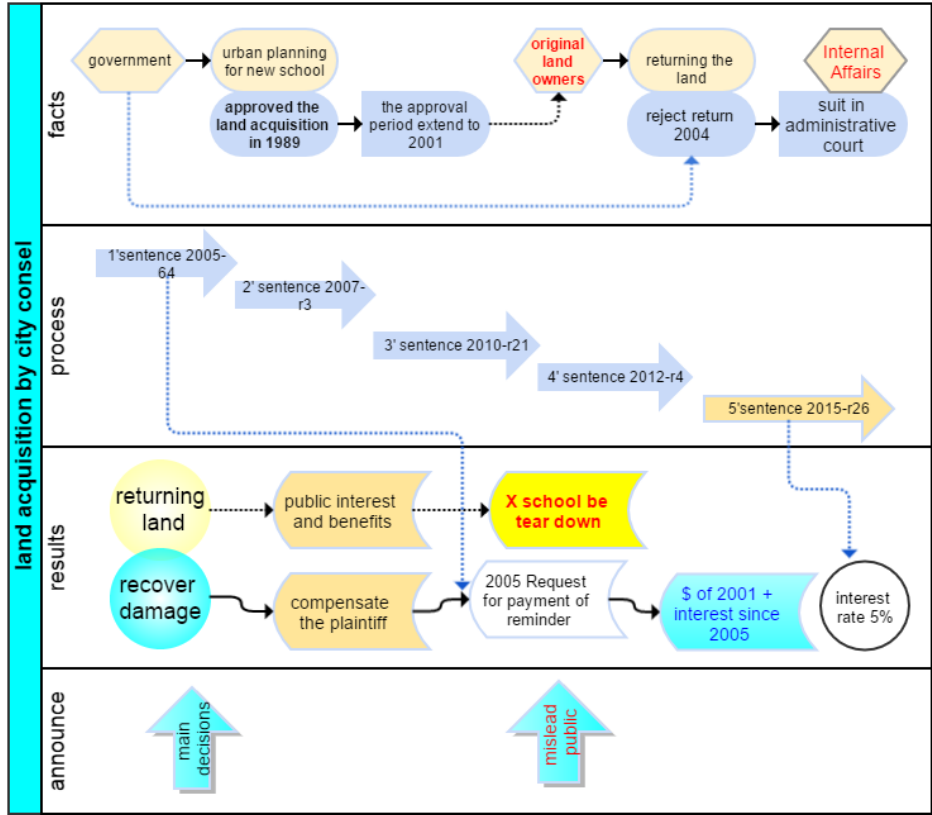 land acquisition by city consel
facts
government
urban planning
for new school
original
land
owners
returning the
land
Internal
Affairs
approved the
land acquisition
in 1989
the approval
period extend to
2001
reject return
2004
suit in
administrative
court
process
1'sentence 2005-
64
2' sentence 2007-
r3
3' sentence 2010-r21
4' sentence 2012-r4
5'sentence 2015-r26
results
returning
land
public interest
and benefits
X school be
tear down
recover
damage
compensate
the plaintiff
2005 Request
for payment of
reminder
$ of 2001 +
interest since
2005
interest
rate 5%
announce
main
decisions
mislead
public